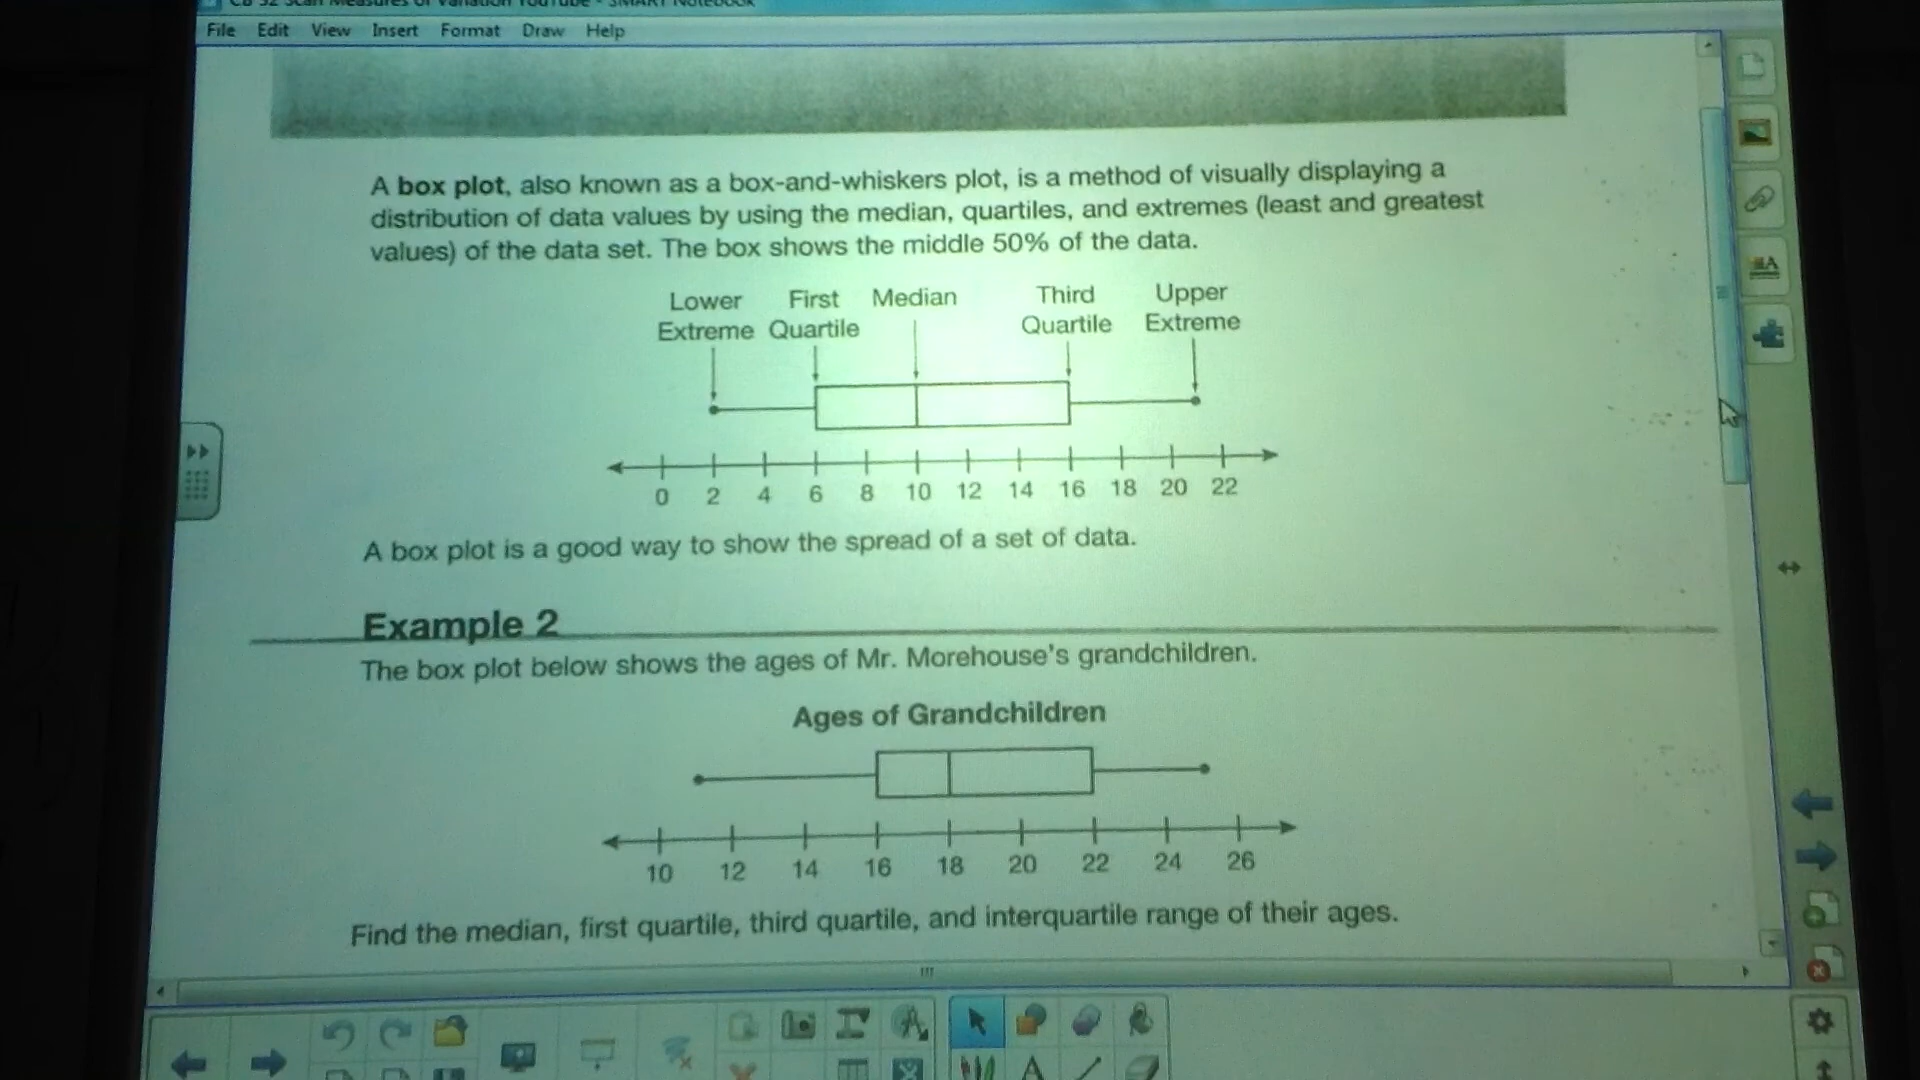 File Edit View Insert Format Draw Help
A box plot, also known as a box-and-whiskers plot, is a method of visually displaying a
distribution of data values by using the median, quartiles, and extremes (least and greatest
values) of the data set. The box shows the middle 50% of the data.
Lower Extreme
First Quartile
Median
Third Quartile
Upper Extreme
0 2 4 6 8 10 12 14 16 18 20 22
A box plot is a good way to show the spread of a set of data.
Example 2
The box plot below shows the ages of Mr. Morehouse's grandchildren.
Ages of Grandchildren
10 12 14 16 18 20 22 24 26
Find the median, first quartile, third quartile, and interquartile range of their ages.